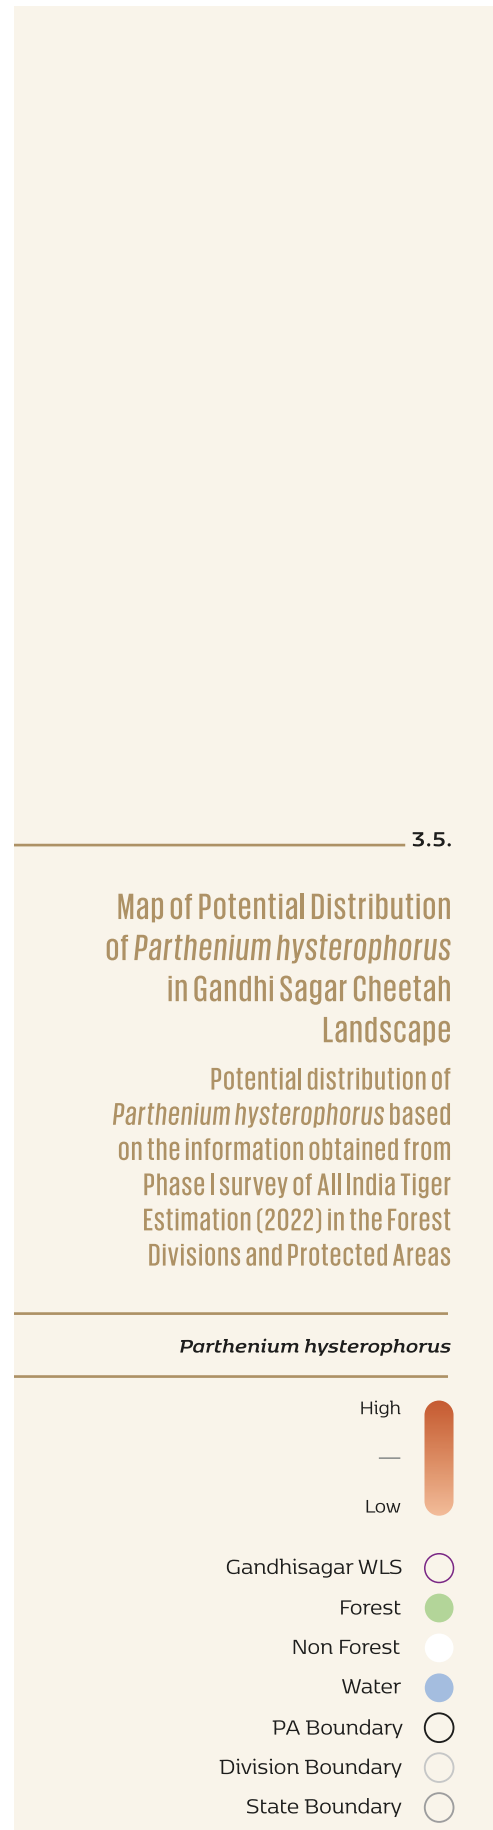 3.5.
Map of Potential Distribution
of Parthenium hysterophorus
in Gandhi Sagar Cheetah
Landscape
Potential distribution of
Parthenium hysterophorus based
on the information obtained from
Phase I survey of All India Tiger
Estimation (2022) in the Forest
Divisions and Protected Areas
Parthenium hysterophorus
High
—
Low
Gandhisagar WLS
Forest
Non Forest
Water
PA Boundary
Division Boundary
State Boundary